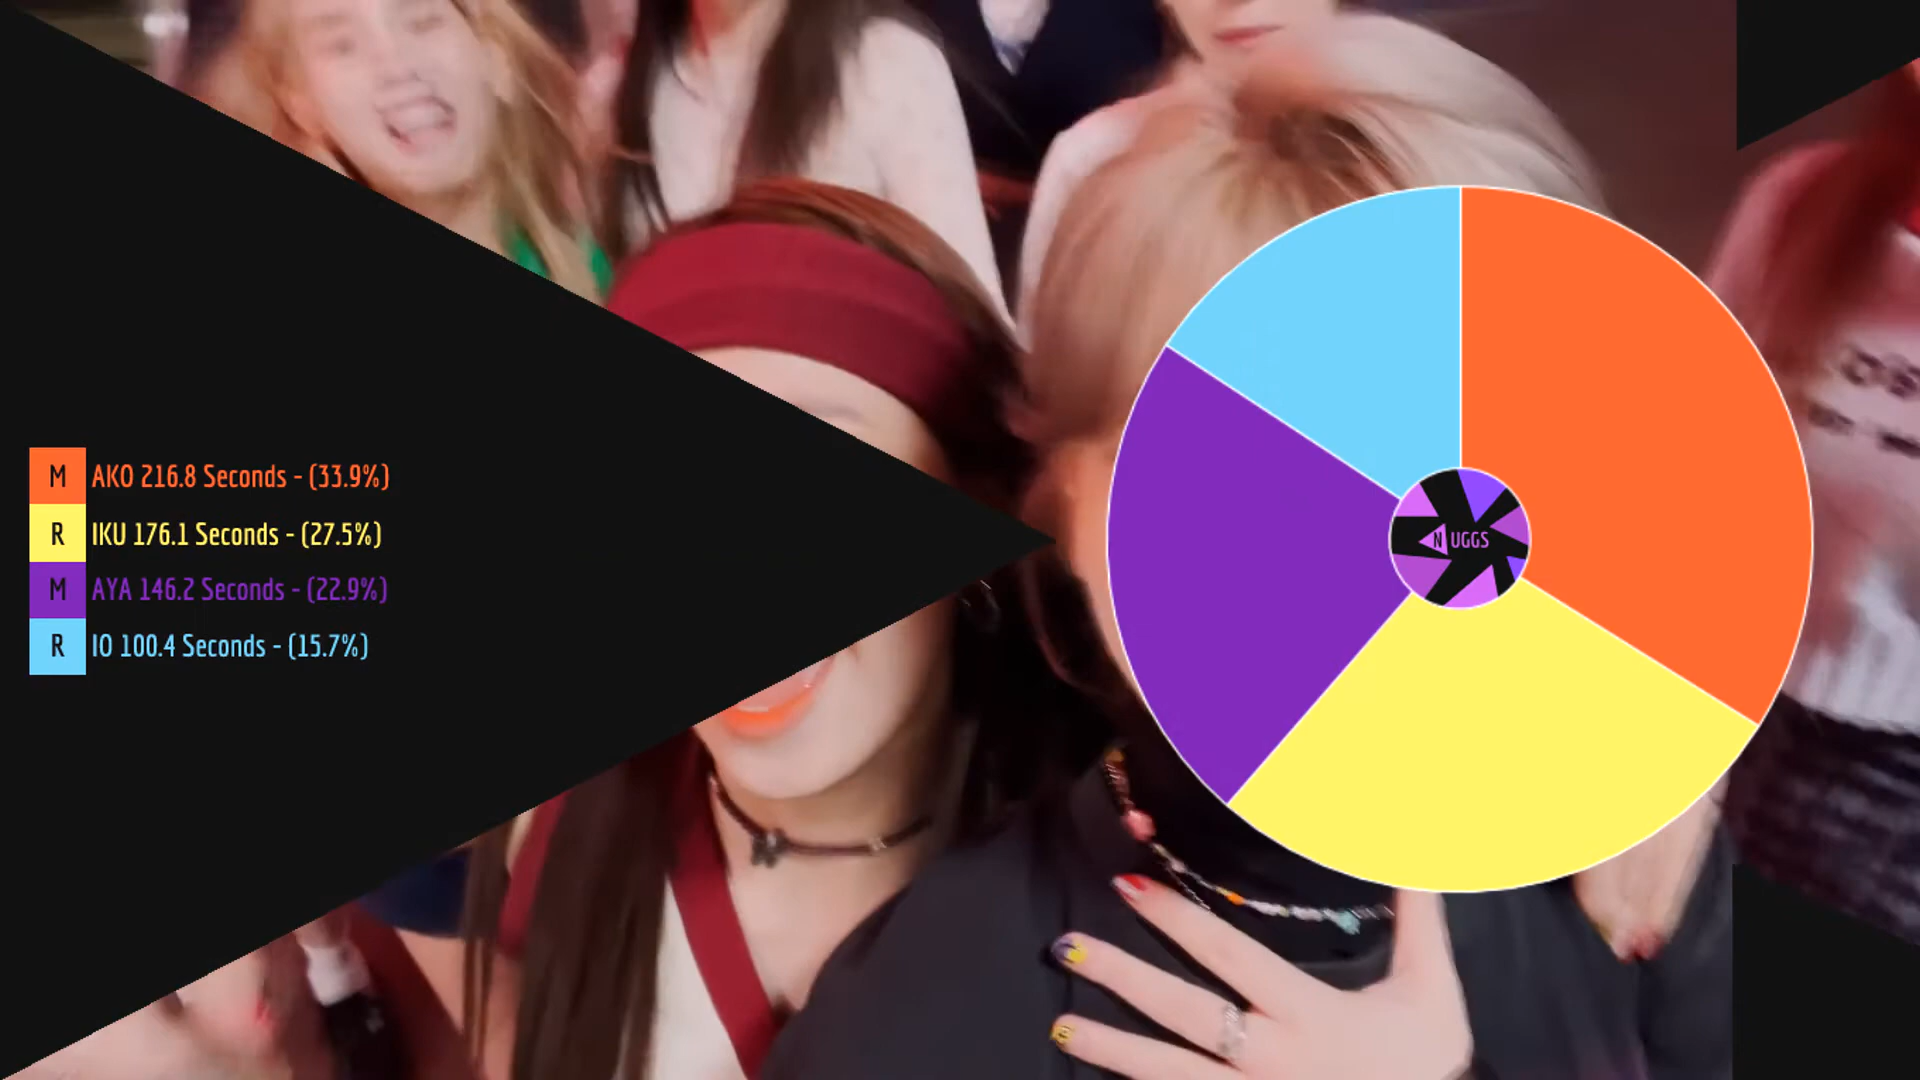 M AKO 216.8 Seconds - (33.9%)
R IKU 176.1 Seconds - (27.5%)
M AYA 146.2 Seconds - (22.9%)
R IO 100.4 Seconds - (15.7%)
NUGGS